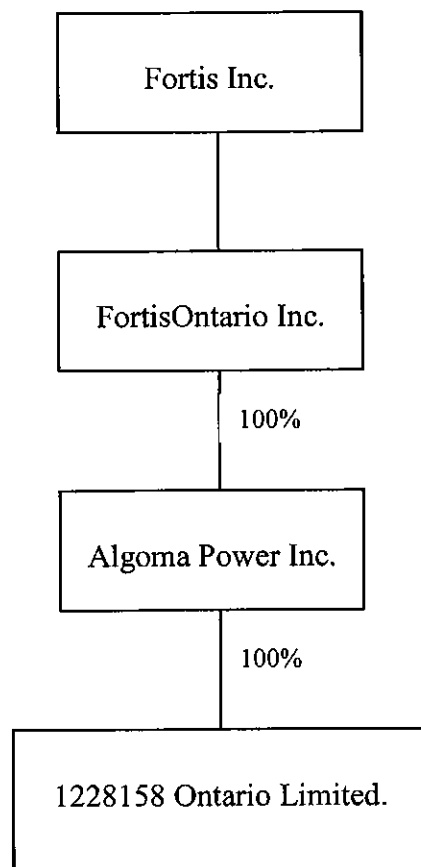 Fortis Inc.
FortisOntario Inc.
100%
Algoma Power Inc.
100%
1228158 Ontario Limited.